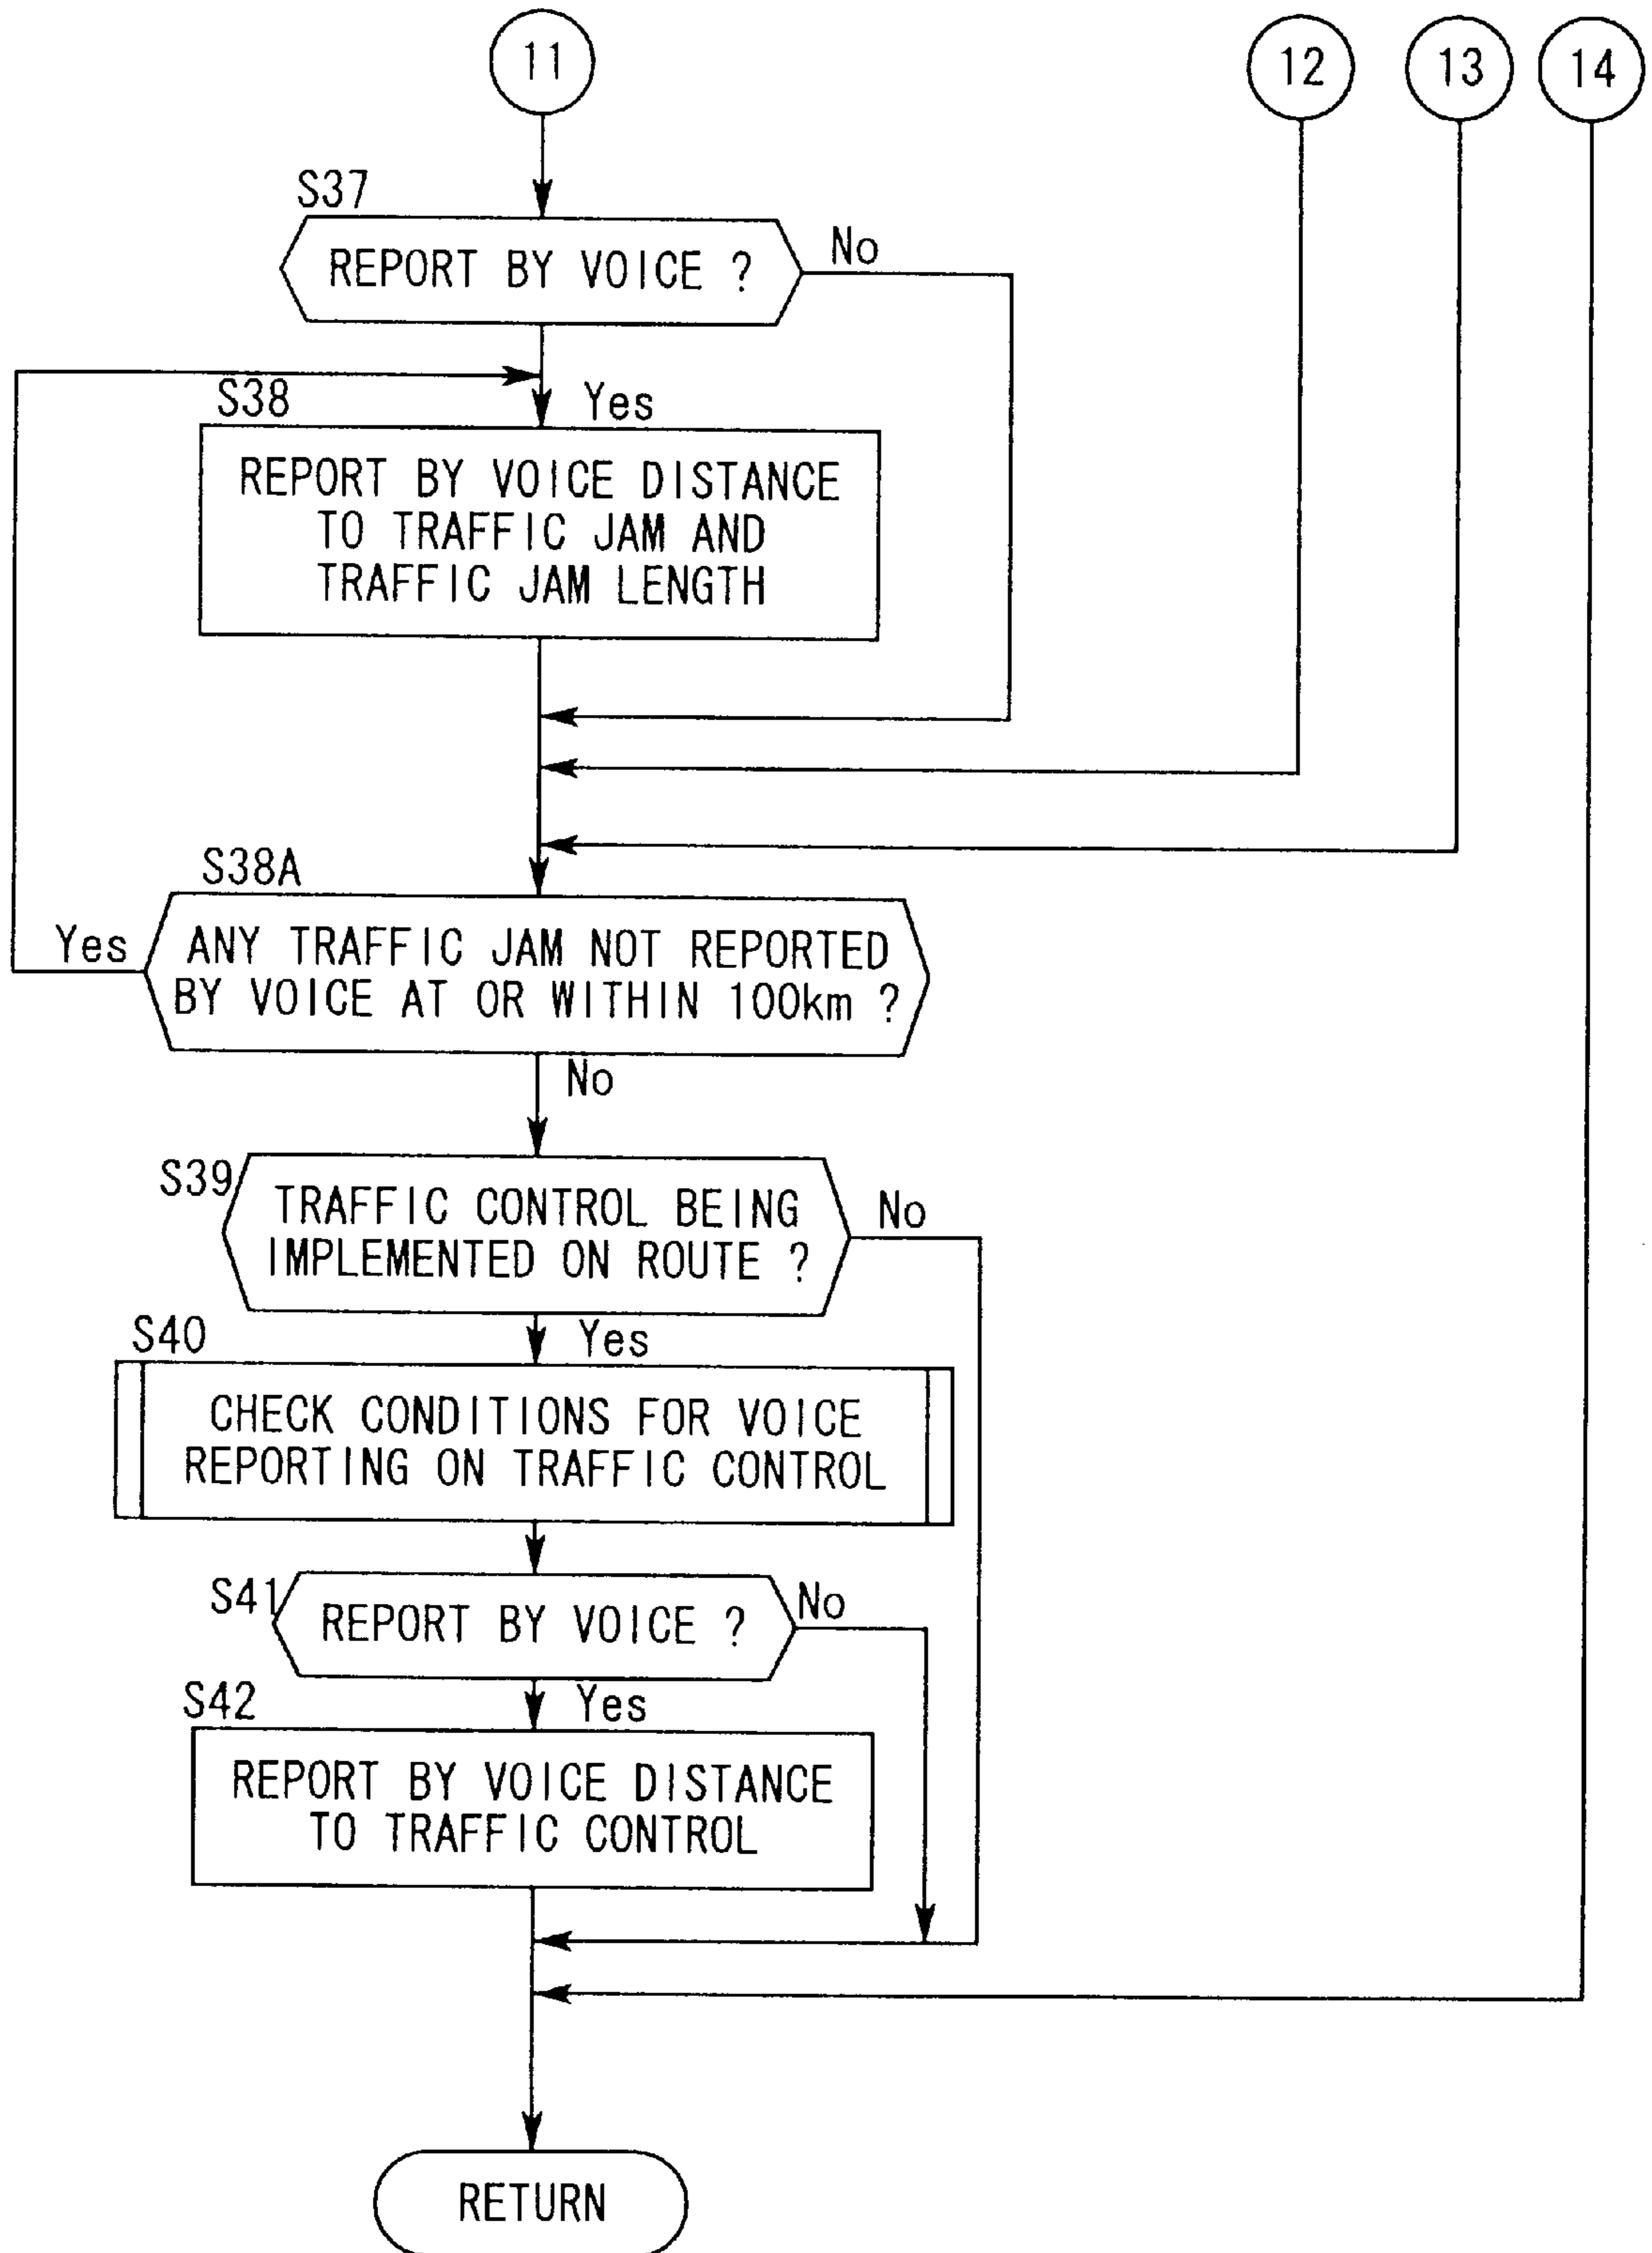 11
12
13
14
S37
REPORT BY VOICE ?
No
S38
Yes
REPORT BY VOICE DISTANCE
TO TRAFFIC JAM AND
TRAFFIC JAM LENGTH
S38A
Yes
ANY TRAFFIC JAM NOT REPORTED
BY VOICE AT OR WITHIN 100km ?
No
S39
TRAFFIC CONTROL BEING
IMPLEMENTED ON ROUTE ?
No
S40
Yes
CHECK CONDITIONS FOR VOICE
REPORTING ON TRAFFIC CONTROL
S41
REPORT BY VOICE ?
No
S42
Yes
REPORT BY VOICE DISTANCE
TO TRAFFIC CONTROL
RETURN